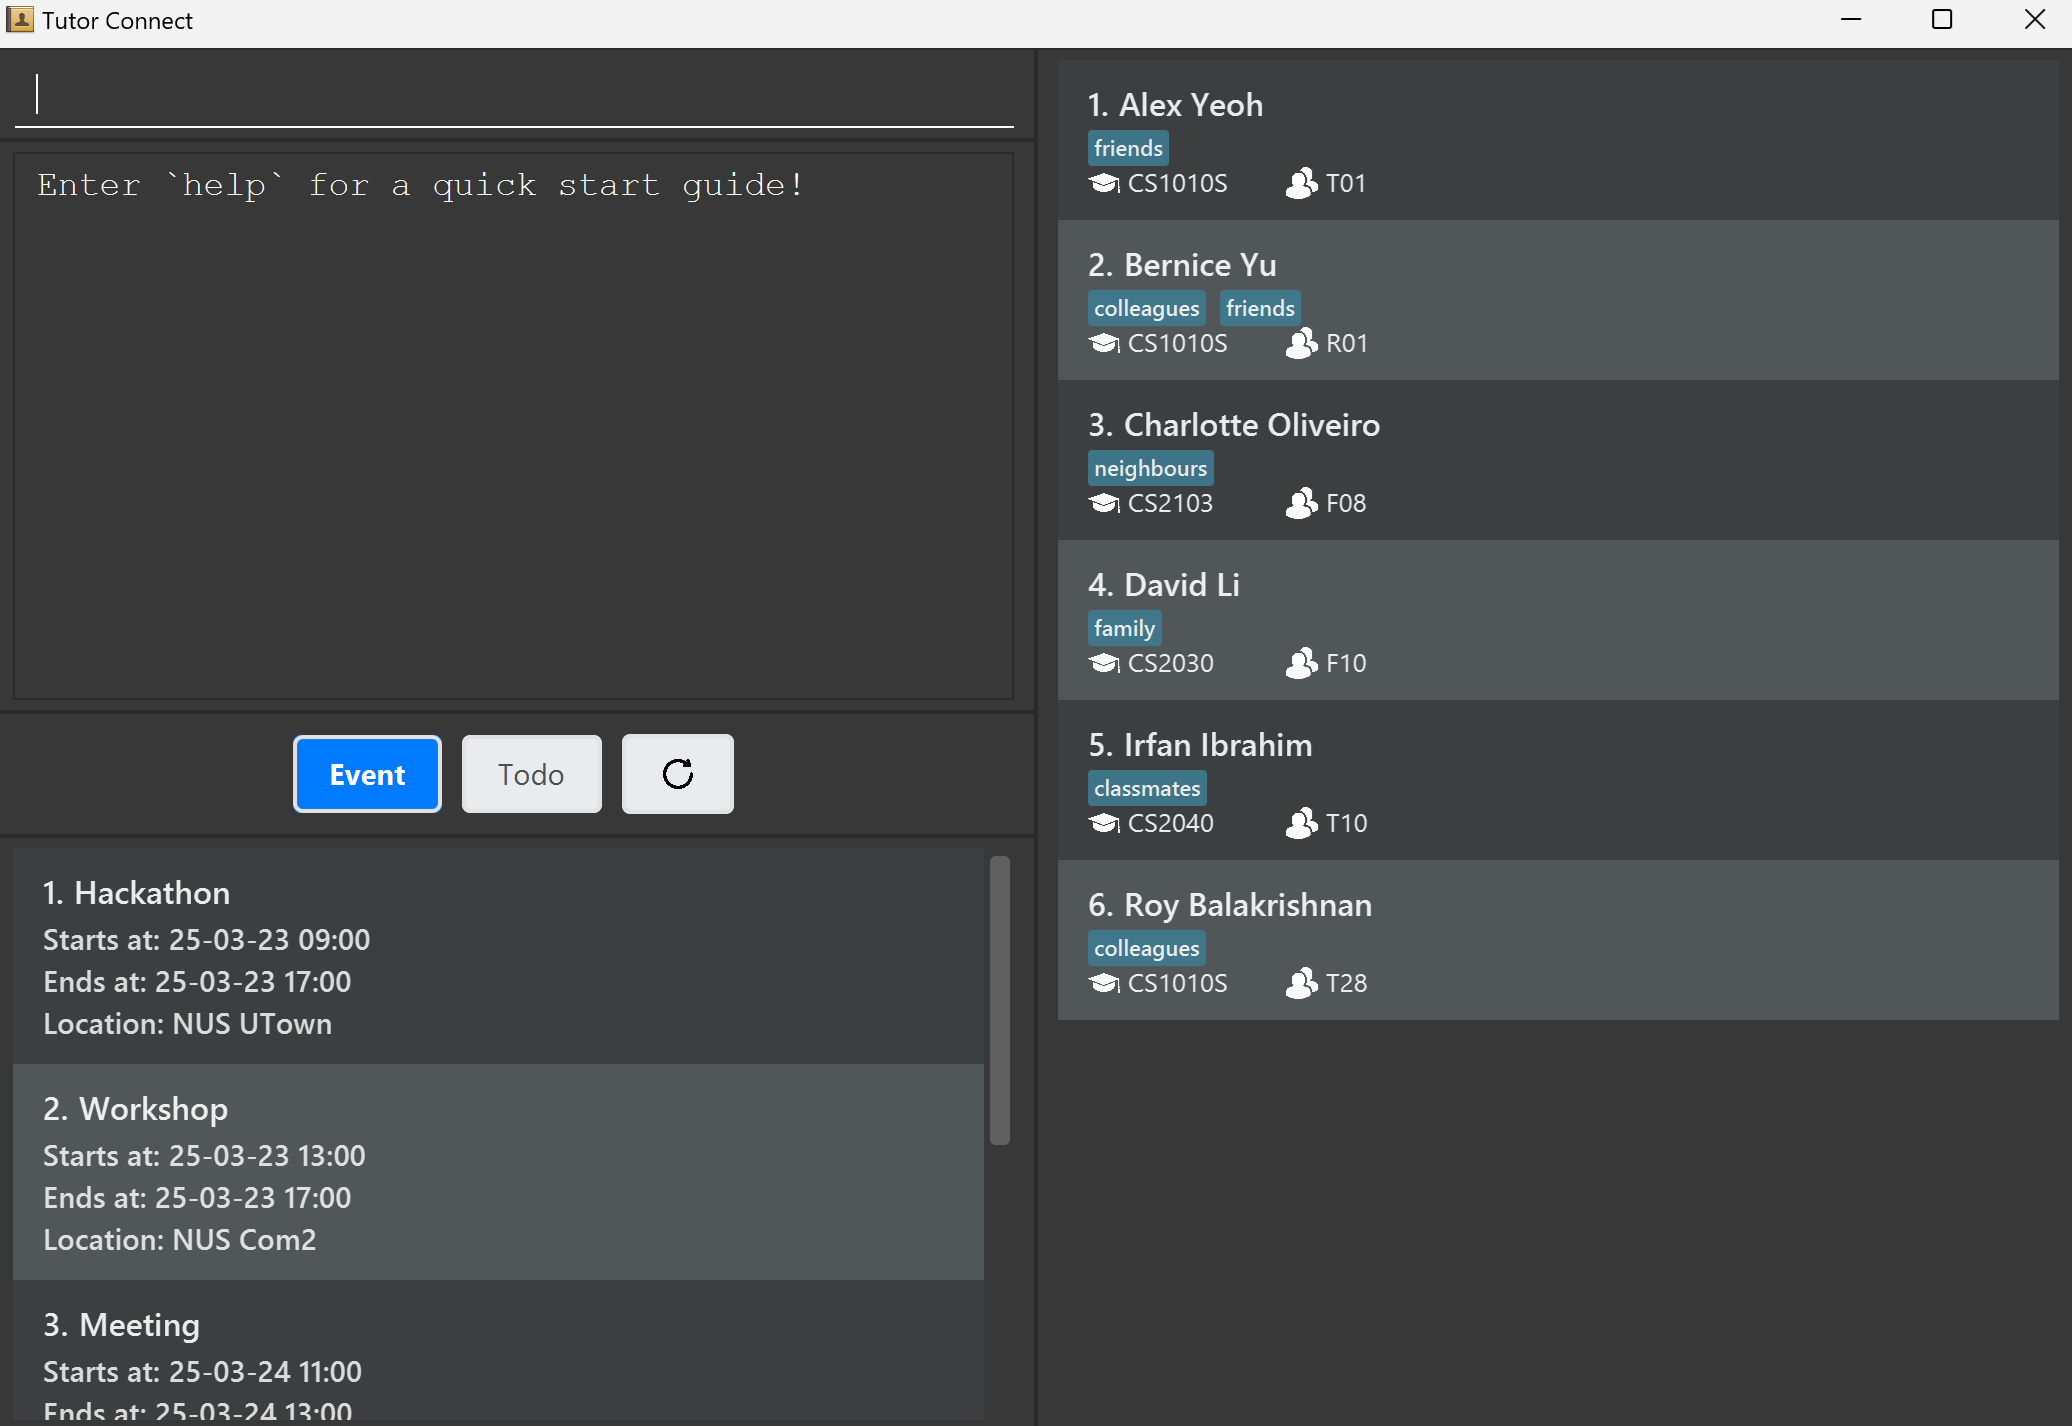 Tutor Connect
Enter `help` for a quick start guide!
Event
Todo
1. Hackathon
Starts at: 25-03-23 09:00
Ends at: 25-03-23 17:00
Location: NUS UTown
2. Workshop
Starts at: 25-03-23 13:00
Ends at: 25-03-23 17:00
Location: NUS Com2
3. Meeting
Starts at: 25-03-24 11:00
Ends at: 25-03-24 13:00
1. Alex Yeoh
friends
CS1010S T01
2. Bernice Yu
colleagues friends
CS1010S R01
3. Charlotte Oliveiro
neighbours
CS2103 F08
4. David Li
family
CS2030 F10
5. Irfan Ibrahim
classmates
CS2040 T10
6. Roy Balakrishnan
colleagues
CS1010S T28